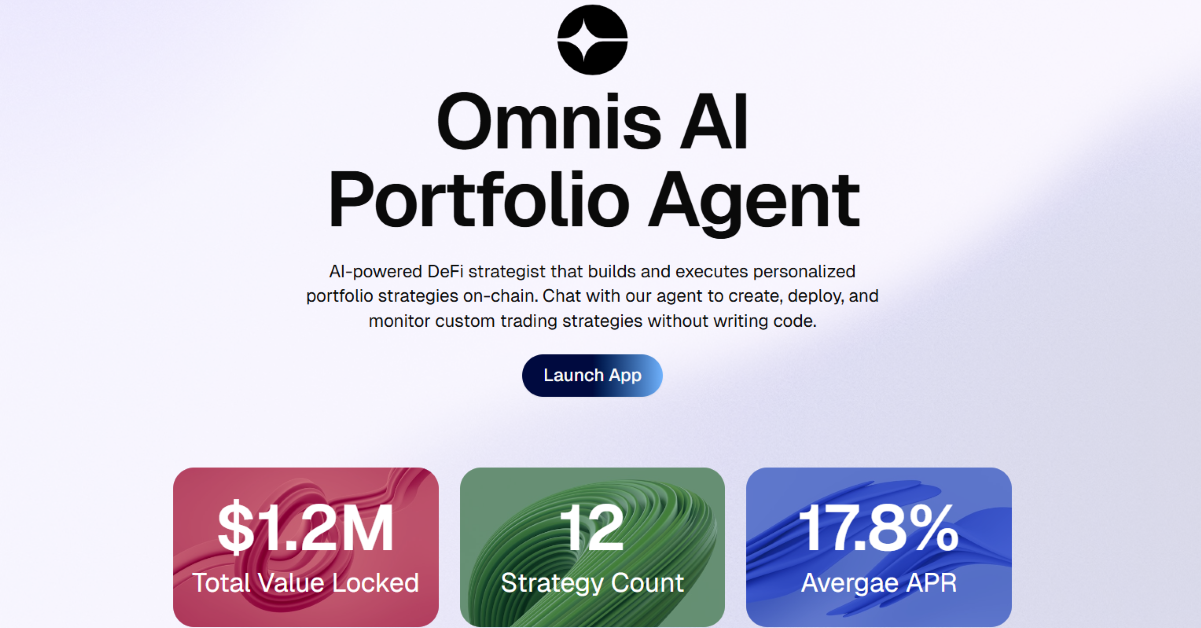 Omnis AI
Portfolio Agent
AI-powered DeFi strategist that builds and executes personalized
portfolio strategies on-chain. Chat with our agent to create, deploy, and
monitor custom trading strategies without writing code.
Launch App
$1.2M
Total Value Locked
12
Strategy Count
17.8%
Avergae APR